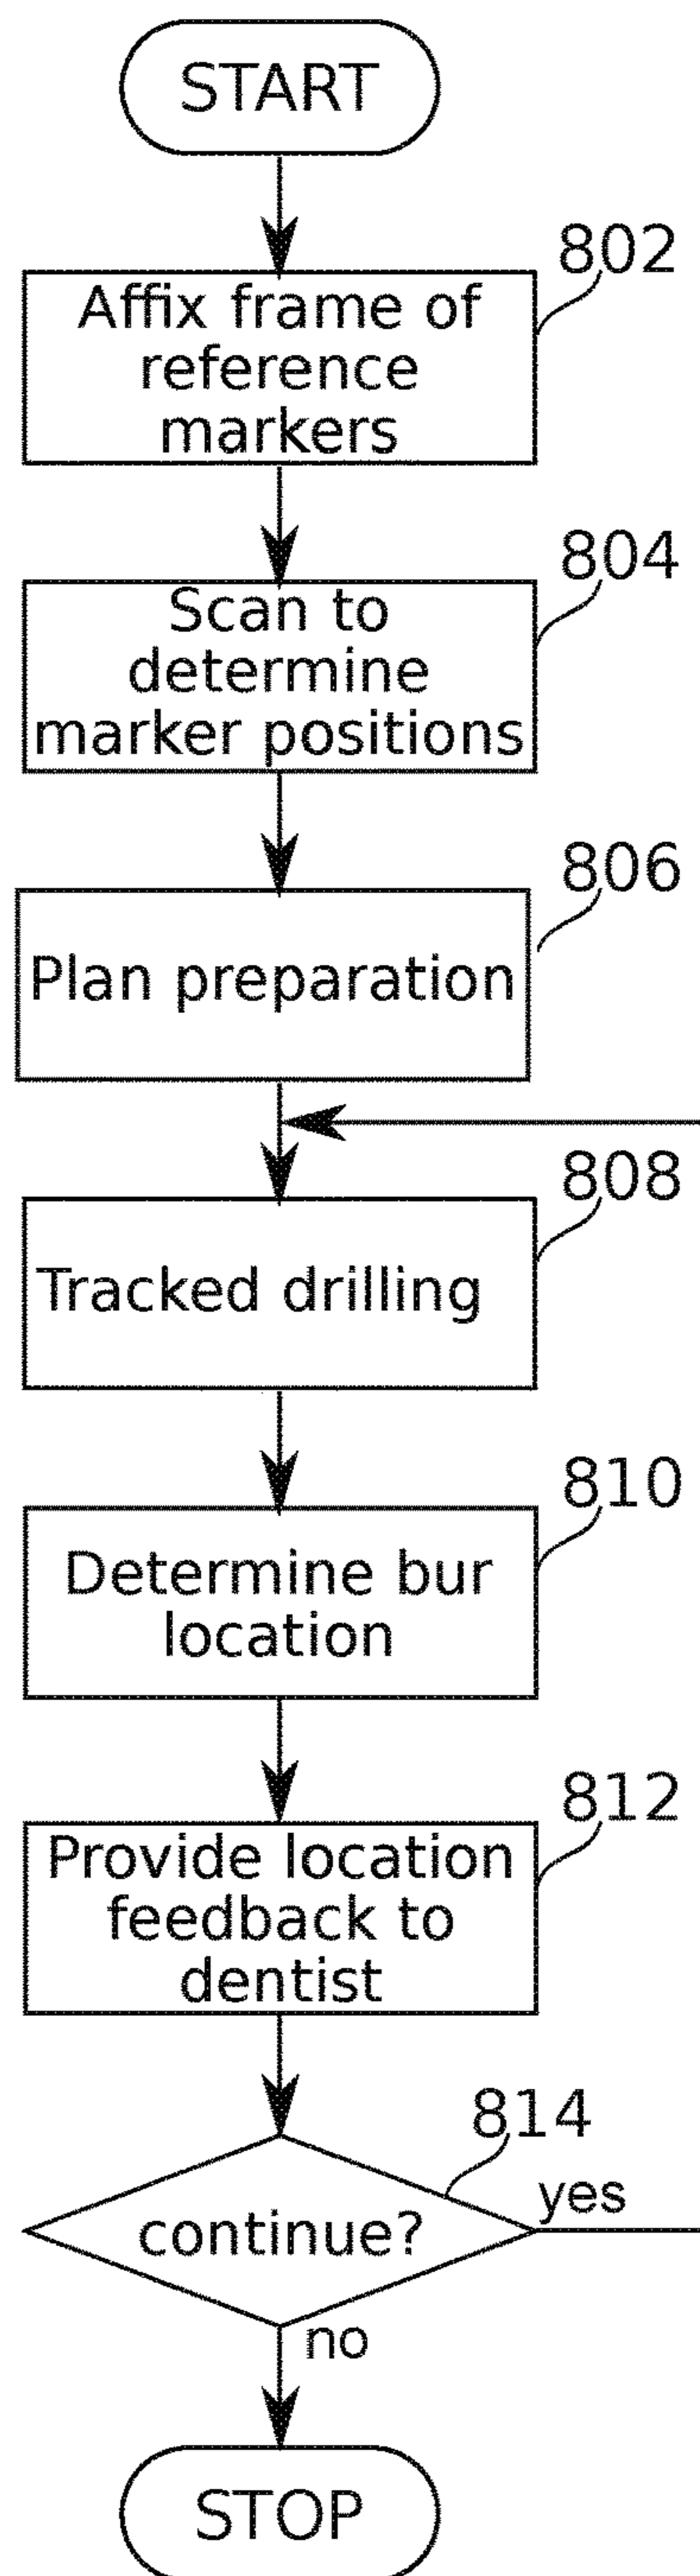 START
802
Affix frame of
reference
markers
804
Scan to
determine
marker positions
806
Plan preparation
808
Tracked drilling
810
Determine bur
location
812
Provide location
feedback to
dentist
814
continue?
yes
no
STOP